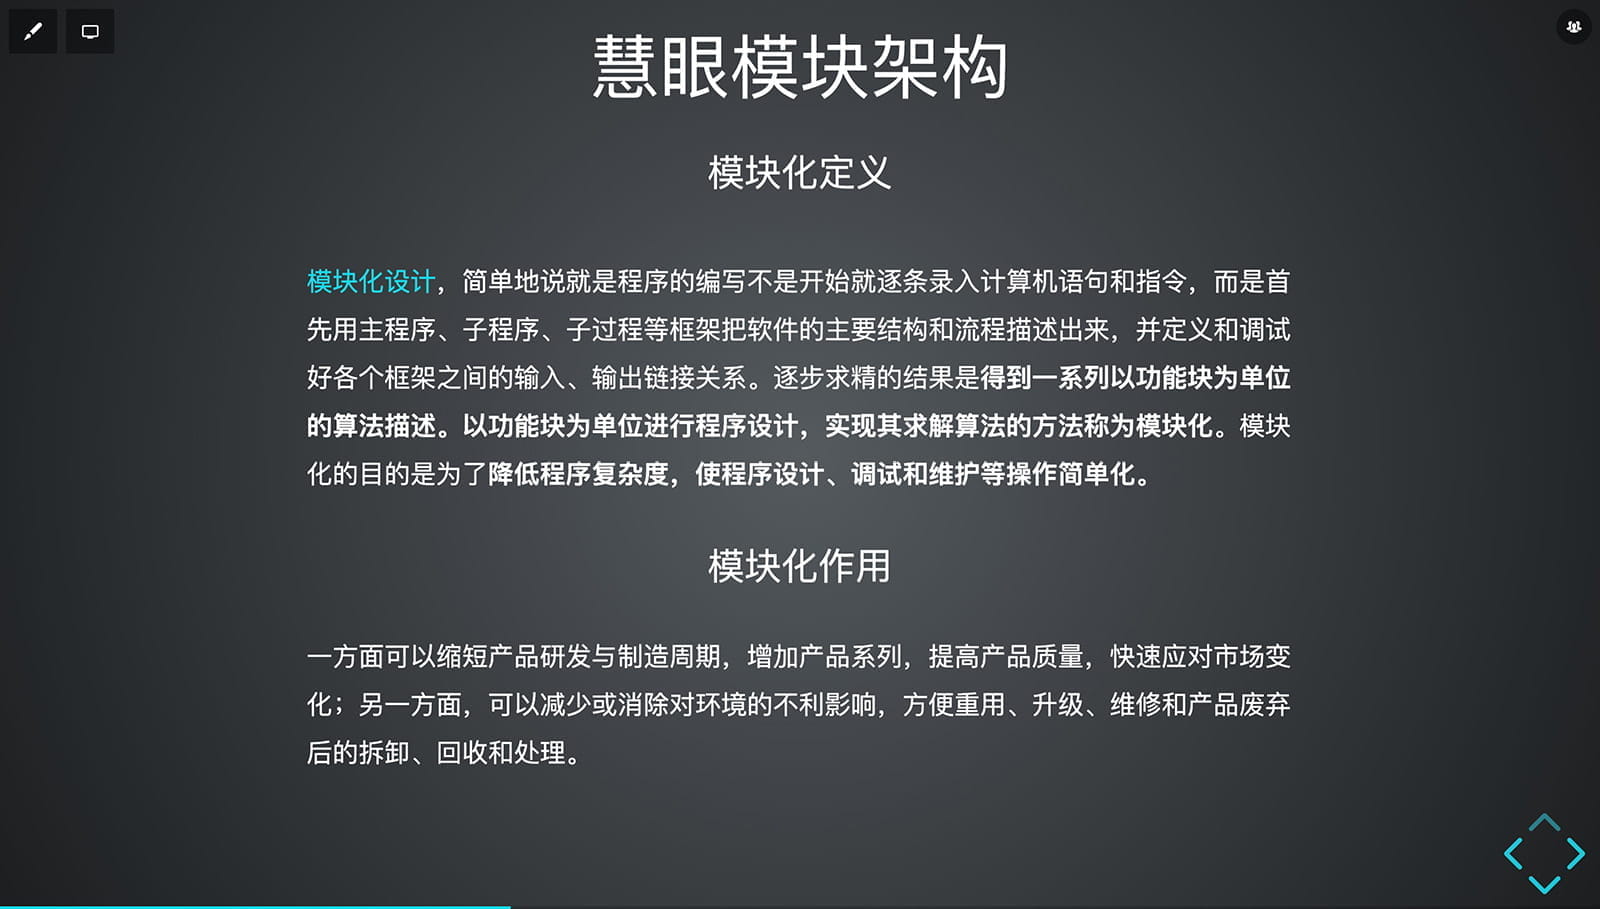 慧眼模块架构
模块化定义
模块化设计，简单地说就是程序的编写不是开始就逐条录入计算机语句和指令，而是首
先用主程序、子程序、子过程等框架把软件的主要结构和流程描述出来，并定义和调试
好各个框架之间的输入、输出链接关系。逐步求精的结果是得到一系列以功能块为单位
的算法描述。以功能块为单位进行程序设计，实现其求解算法的方法称为模块化。模块
化的目的是为了降低程序复杂度，使程序设计、调试和维护等操作简单化。
模块化作用
一方面可以缩短产品研发与制造周期，增加产品系列，提高产品质量，快速应对市场变
化；另一方面，可以减少或消除对环境的不利影响，方便重用、升级、维修和产品废弃
后的拆卸、回收和处理。